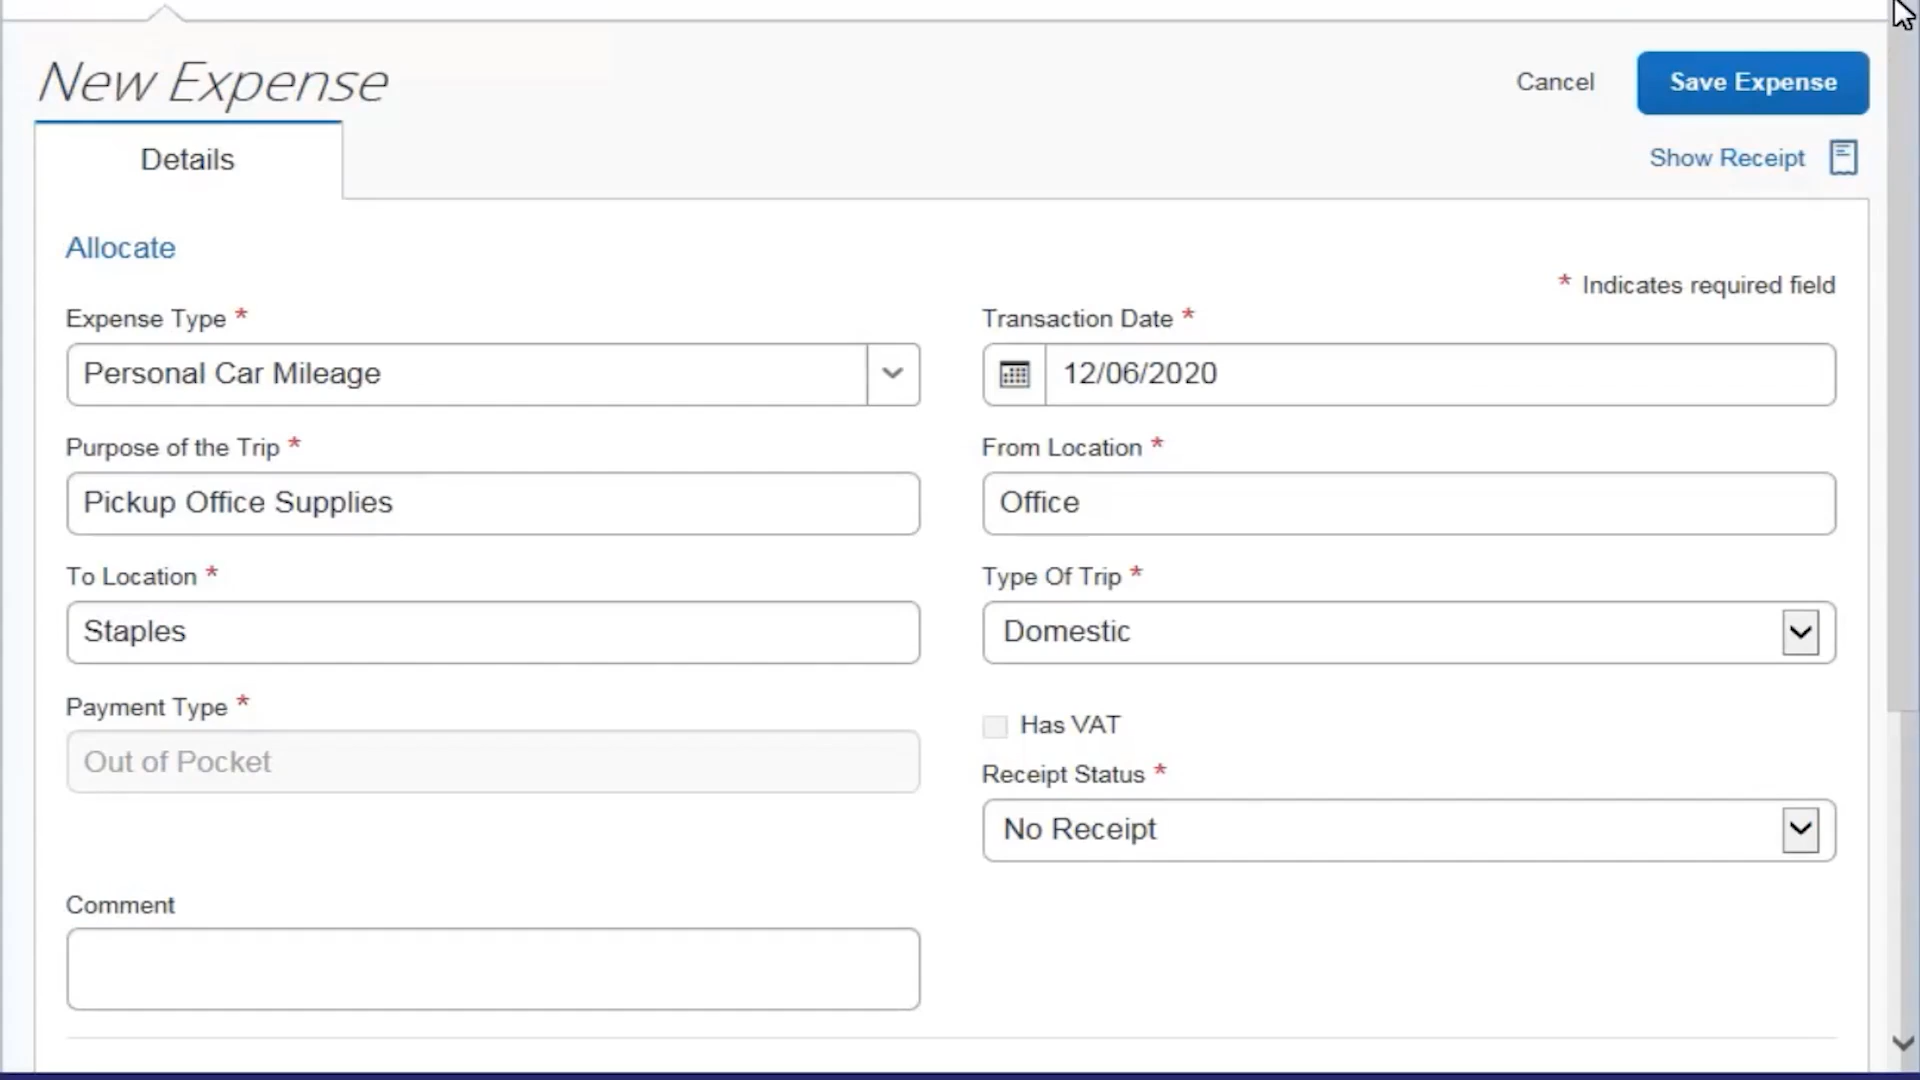 New Expense
Cancel
Save Expense
Details
Show Receipt
Allocate
* Indicates required field
Expense Type *
Transaction Date *
Personal Car Mileage
12/06/2020
Purpose of the Trip *
From Location *
Pickup Office Supplies
Office
To Location *
Type Of Trip *
Staples
Domestic
Payment Type *
Has VAT
Out of Pocket
Receipt Status *
No Receipt
Comment